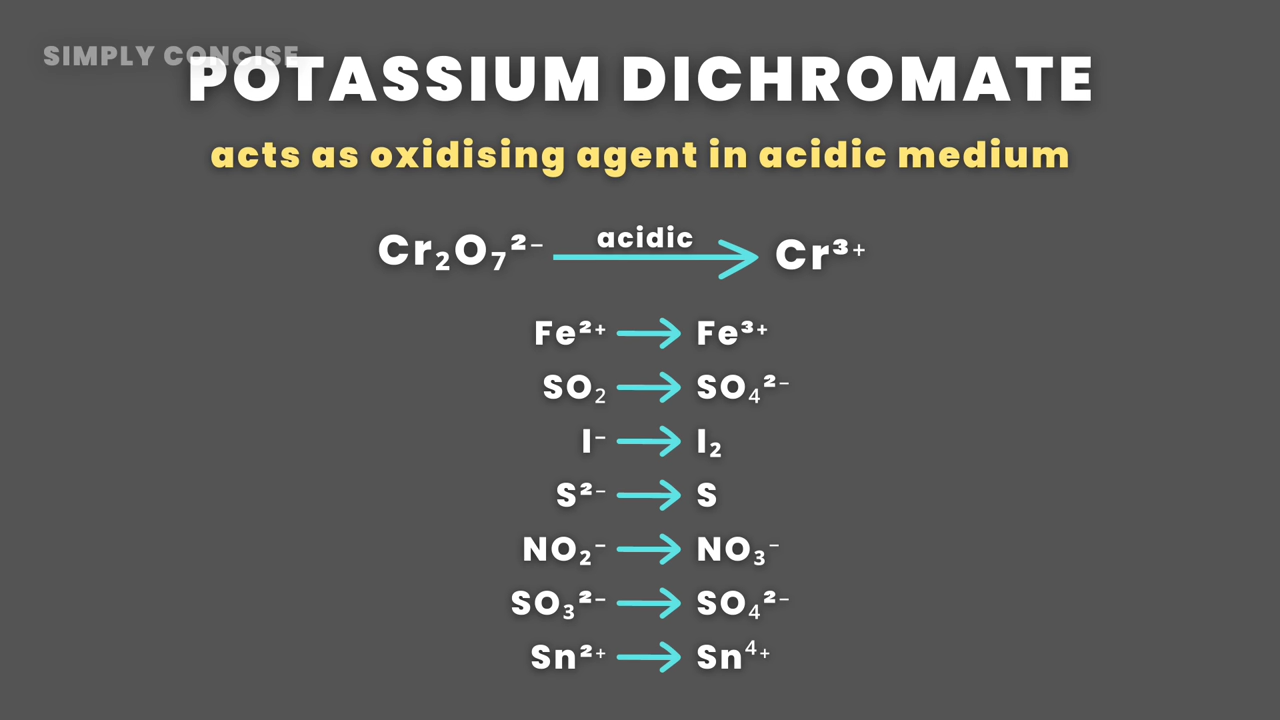 SIMPLY CONCISE
POTASSIUM DICHROMATE
acts as oxidising agent in acidic medium
acidic
Cr₂O₇²⁻ → Cr³⁺
Fe²⁺ → Fe³⁺
SO₂ → SO₄²⁻
I⁻ → I₂
S²⁻ → S
NO₂⁻ → NO₃⁻
SO₃²⁻ → SO₄²⁻
Sn²⁺ → Sn⁴⁺